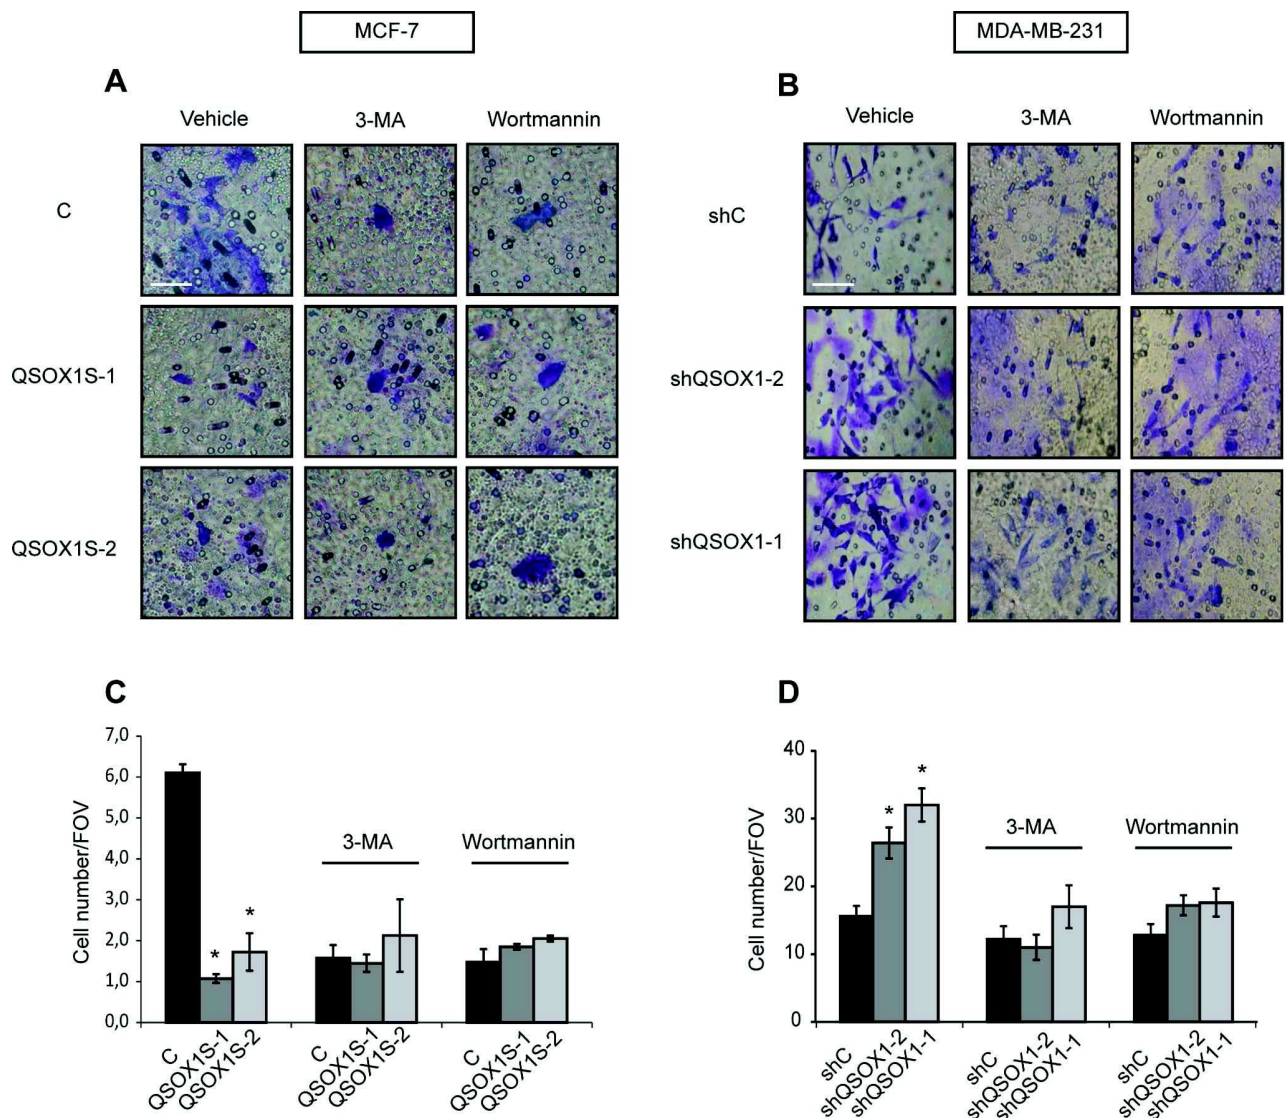 MCF-7
MDA-MB-231
A
B
Vehicle 3-MA Wortmannin
Vehicle 3-MA Wortmannin
C
QSOX1S-1
QSOX1S-2
shC
shQSOX1-2
shQSOX1-1
C
7,0
6,0
5,0
4,0
3,0
2,0
1,0
0,0
Cell number/FOV
*
*
3-MA
Wortmannin
C QSOX1S-1 QSOX1S-2
C QSOX1S-1 QSOX1S-2
C QSOX1S-1 QSOX1S-2
D
40
30
20
10
0
Cell number/FOV
*
*
3-MA
Wortmannin
shC shQSOX1-2 shQSOX1-1
shC shQSOX1-2 shQSOX1-1
shC shQSOX1-2 shQSOX1-1